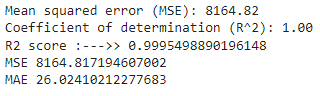 Mean squared error (MSE): 8164.82
Coefficient of determination (R^2): 1.00
R2 score :--->> 0.9995498890196148
MSE 8164.817194607002
MAE 26.02410212277683